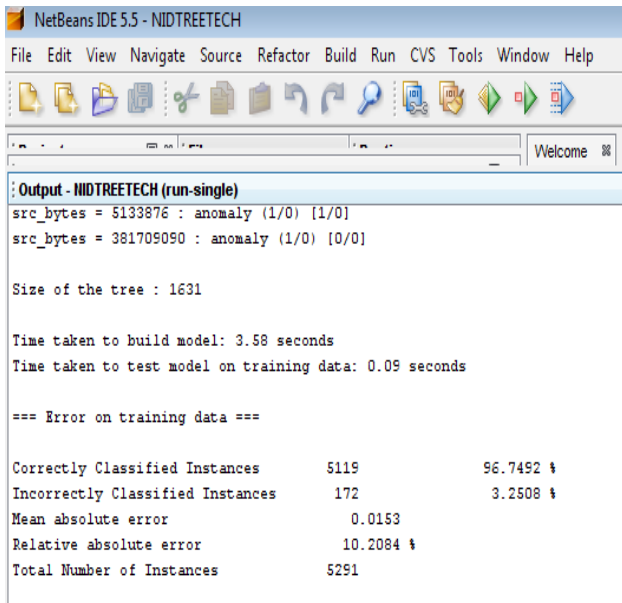 NetBeans IDE 5.5 - NIDTREETECH
File Edit View Navigate Source Refactor Build Run CVS Tools Window Help
Welcome
Output - NIDTREETECH (run-single)
src_bytes = 5133876 : anomaly (1/0) [1/0]
src_bytes = 381709090 : anomaly (1/0) [0/0]
Size of the tree : 1631
Time taken to build model: 3.58 seconds
Time taken to test model on training data: 0.09 seconds
=== Error on training data ===
Correctly Classified Instances 5119 96.7492 %
Incorrectly Classified Instances 172 3.2508 %
Mean absolute error 0.0153
Relative absolute error 10.2084 %
Total Number of Instances 5291